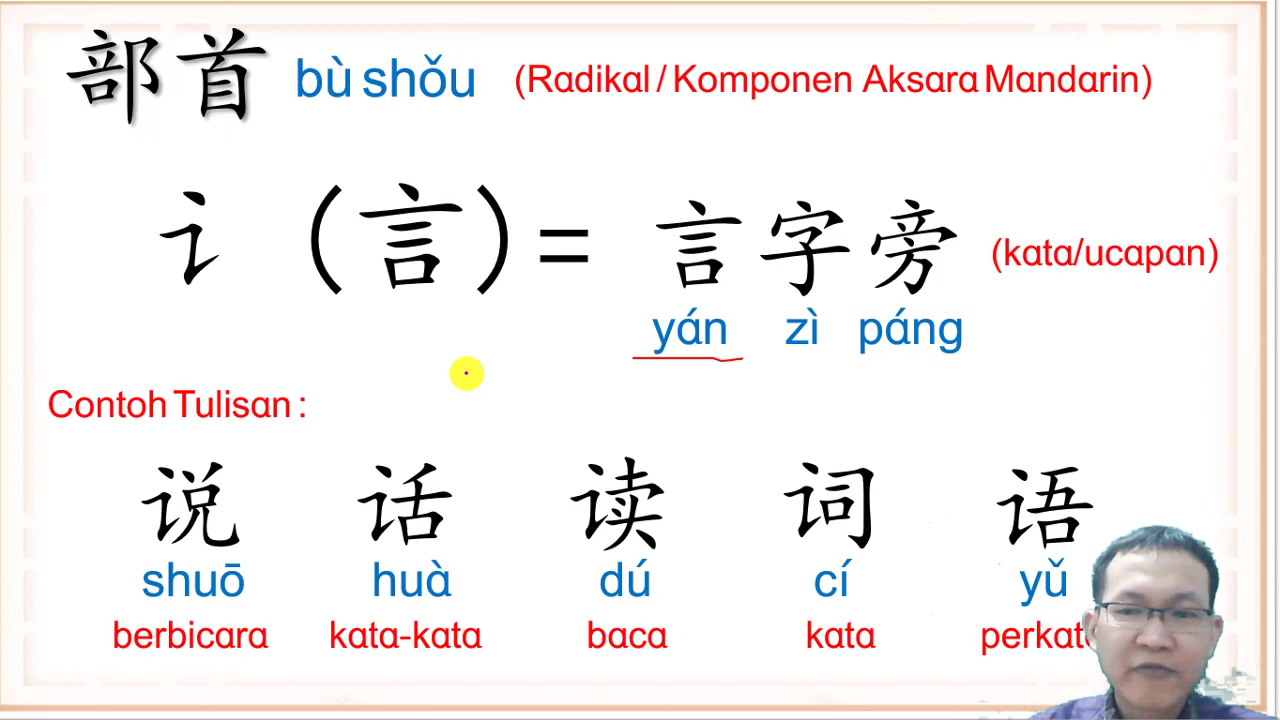 部首 bù shǒu (Radikal / Komponen Aksara Mandarin)
讠 (言) = 言字旁 (kata/ucapan)
yán zì páng
Contoh Tulisan :
说 话 读 词 语
shuō huà dú cí yǔ
berbicara kata-kata baca kata